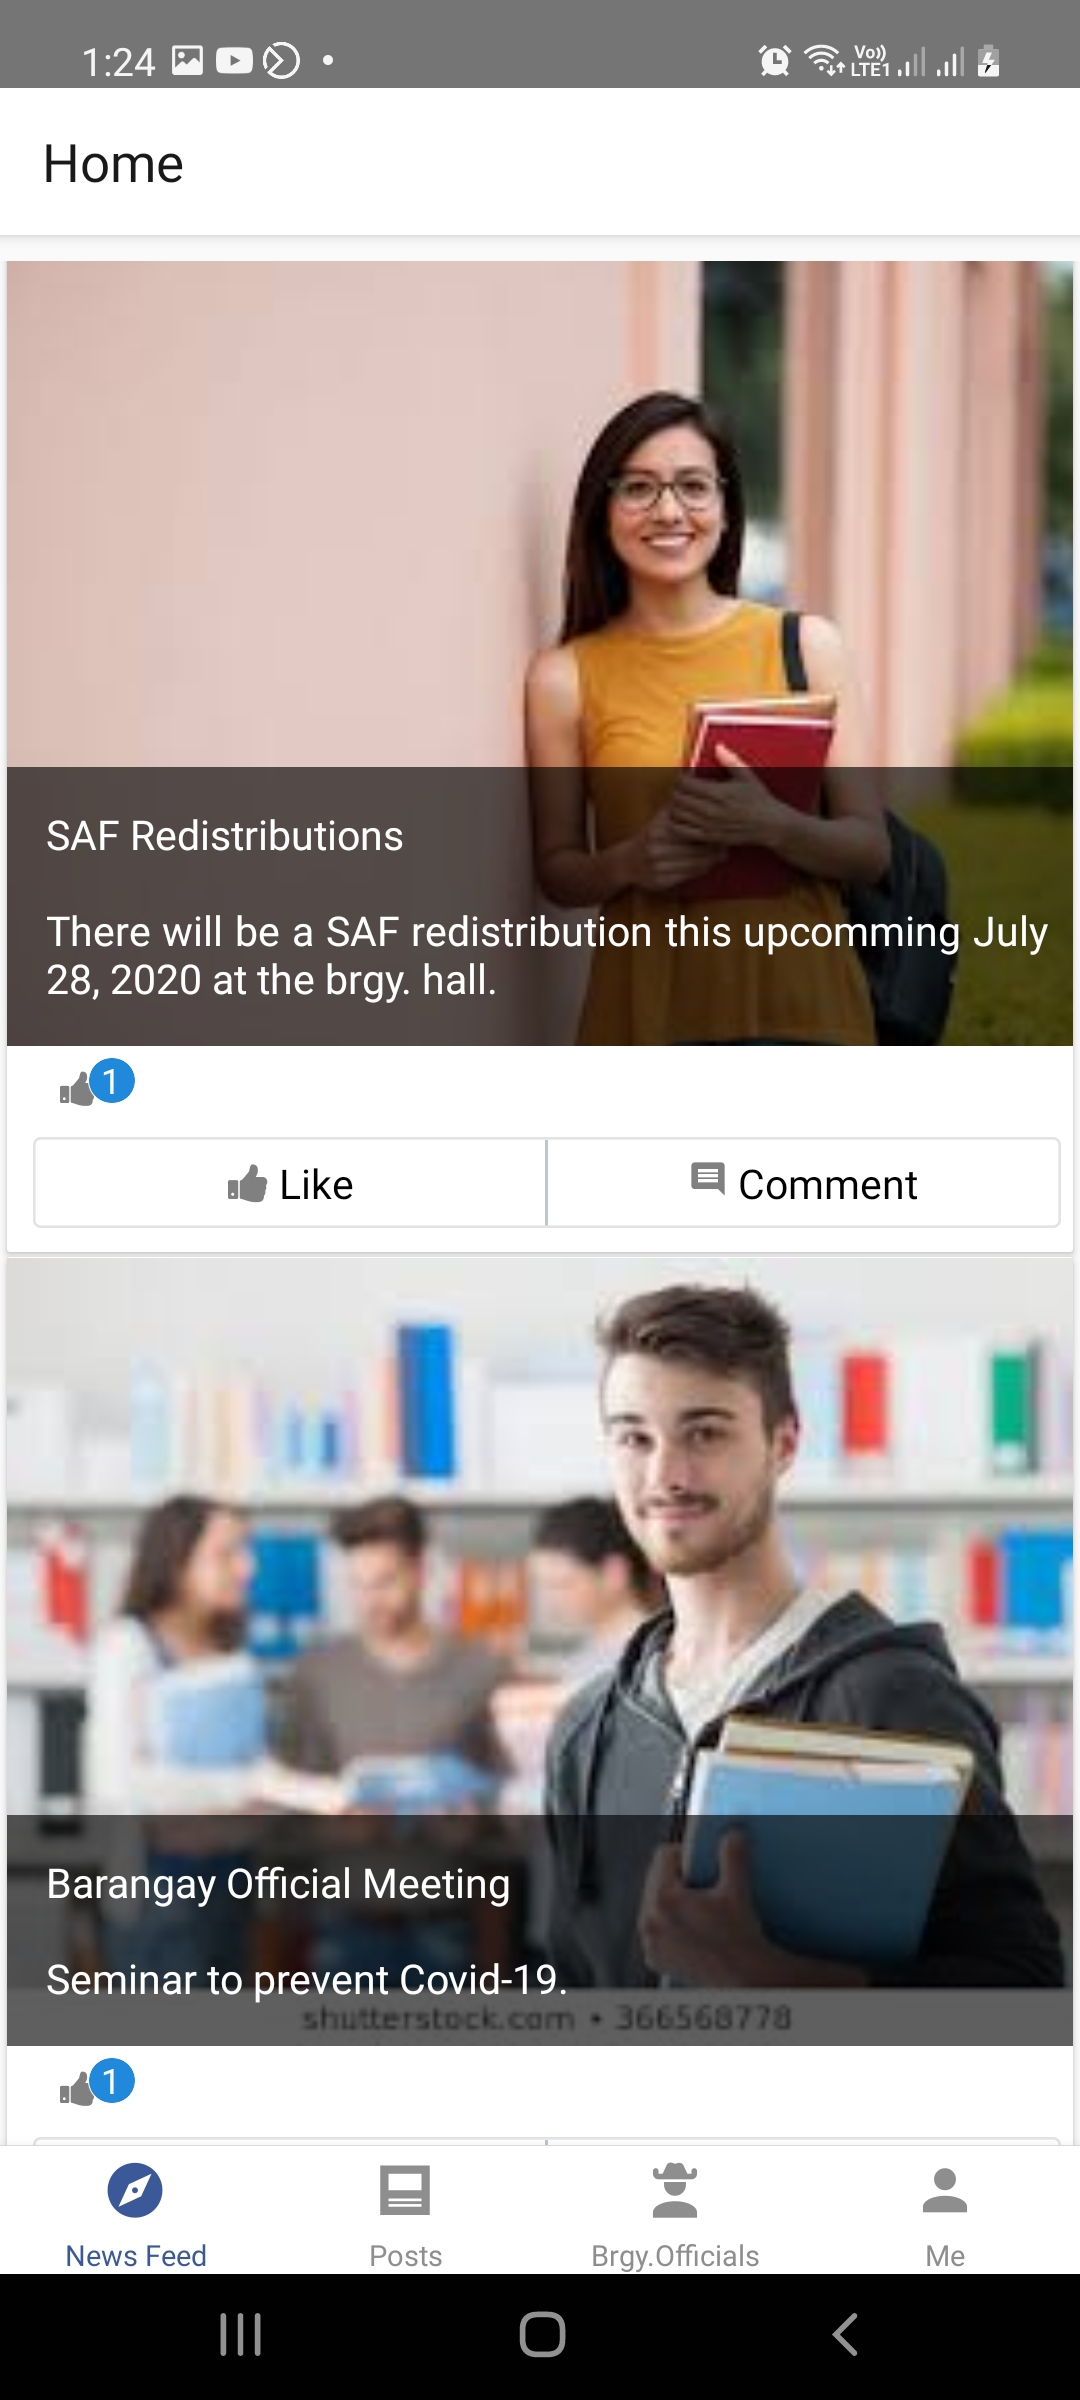 1:24
Vo))
LTE1
Home
SAF Redistributions
There will be a SAF redistribution this upcomming July
28, 2020 at the brgy. hall.
1
Like
Comment
Barangay Official Meeting
Seminar to prevent Covid-19.
shutterstock.com • 366568778
1
News Feed
Posts
Brgy.Officials
Me